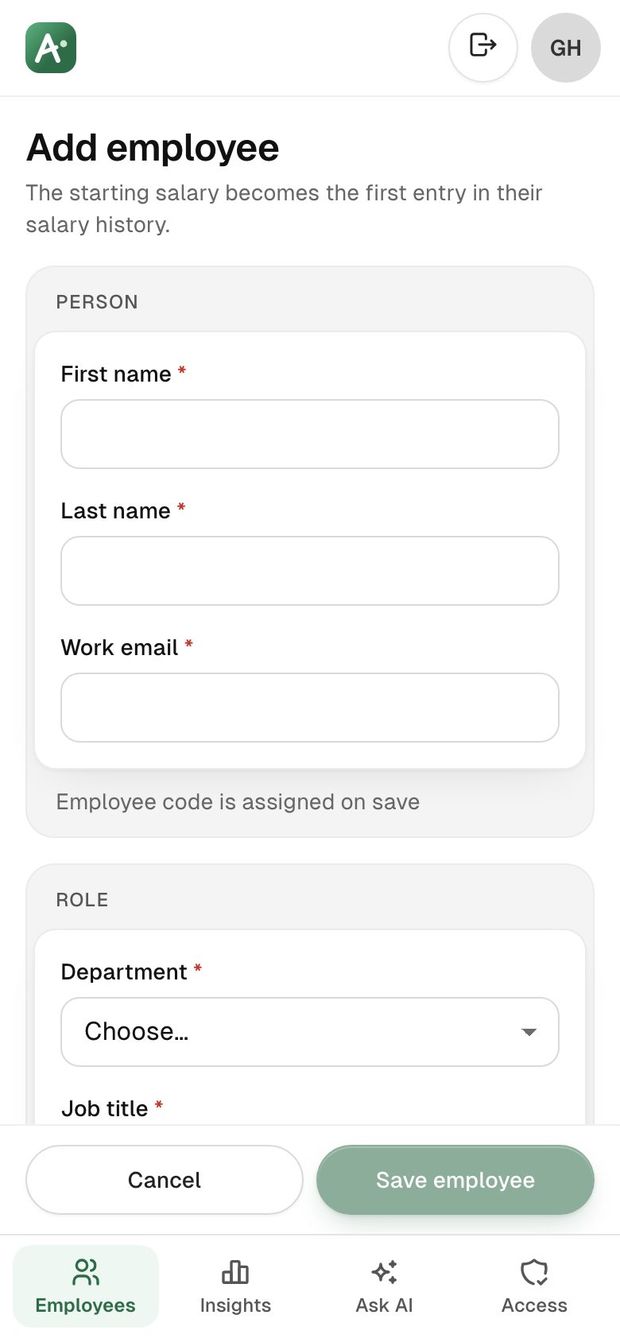 A
GH
Add employee
The starting salary becomes the first entry in their
salary history.
PERSON
First name *
Last name *
Work email *
Employee code is assigned on save
ROLE
Department *
Choose...
Job title *
Cancel
Save employee
Employees
Insights
Ask AI
Access